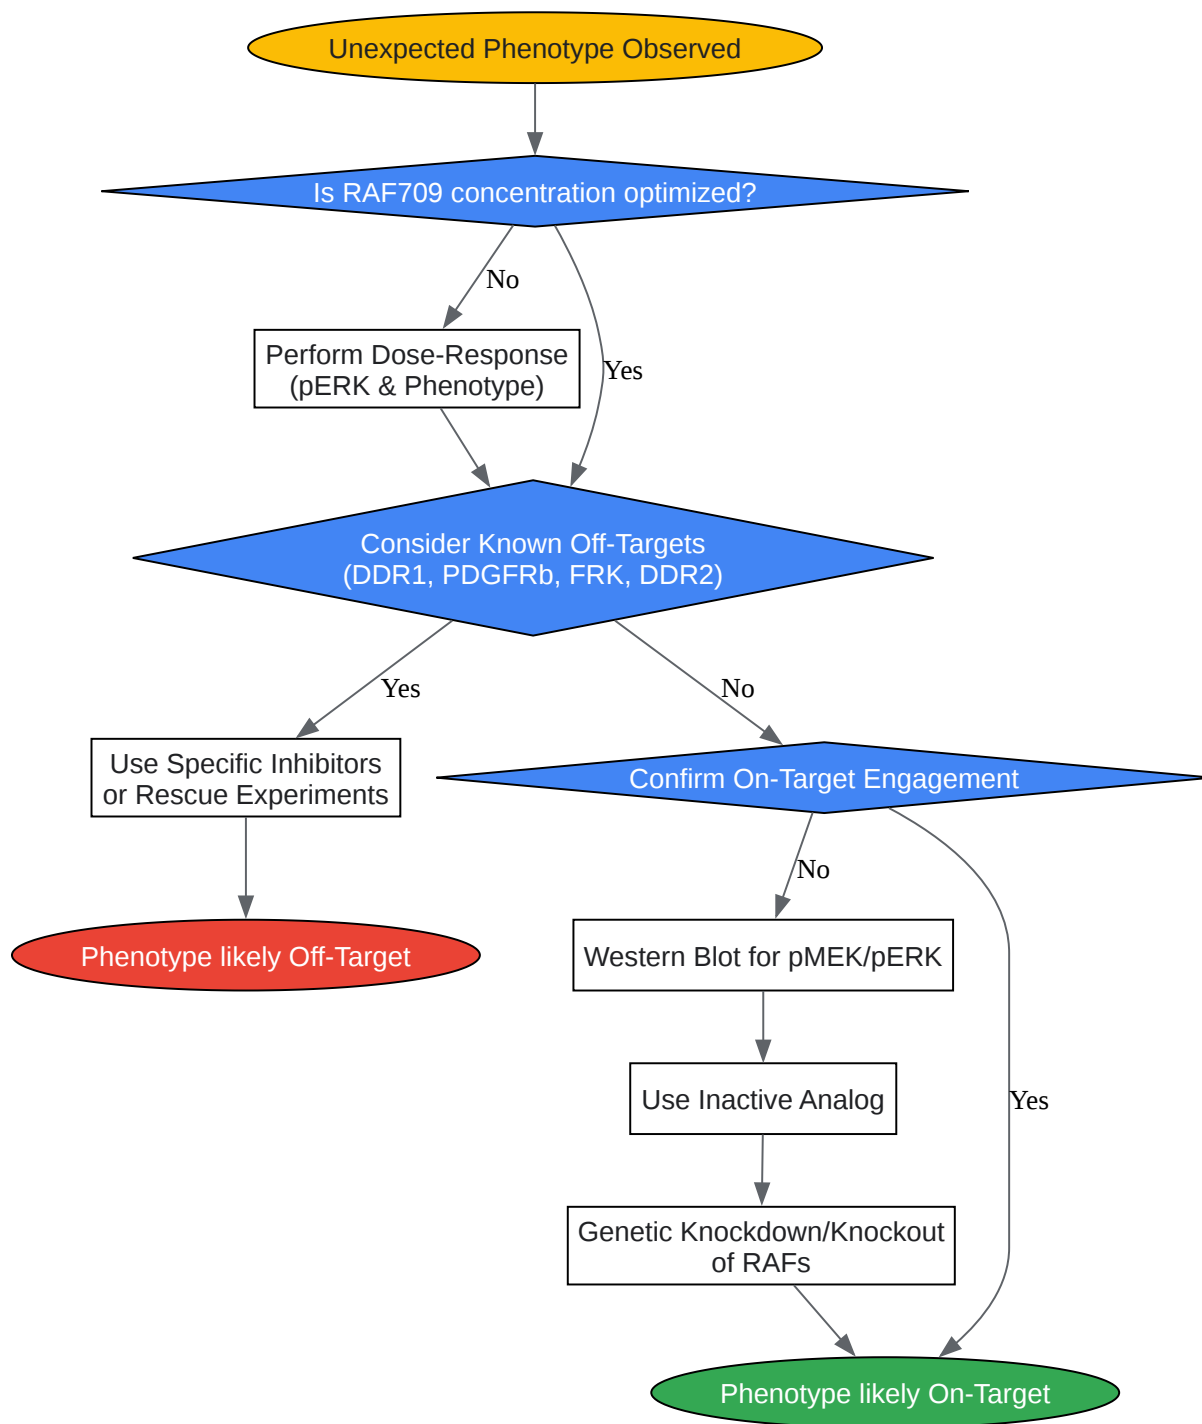 Unexpected Phenotype Observed
Is RAF709 concentration optimized?
No
Perform Dose-Response
(pERK & Phenotype)
Yes
Consider Known Off-Targets
(DDR1, PDGFRb, FRK, DDR2)
Yes
No
Use Specific Inhibitors
or Rescue Experiments
Confirm On-Target Engagement
No
Phenotype likely Off-Target
Western Blot for pMEK/pERK
Use Inactive Analog
Yes
Genetic Knockdown/Knockout
of RAFs
Phenotype likely On-Target